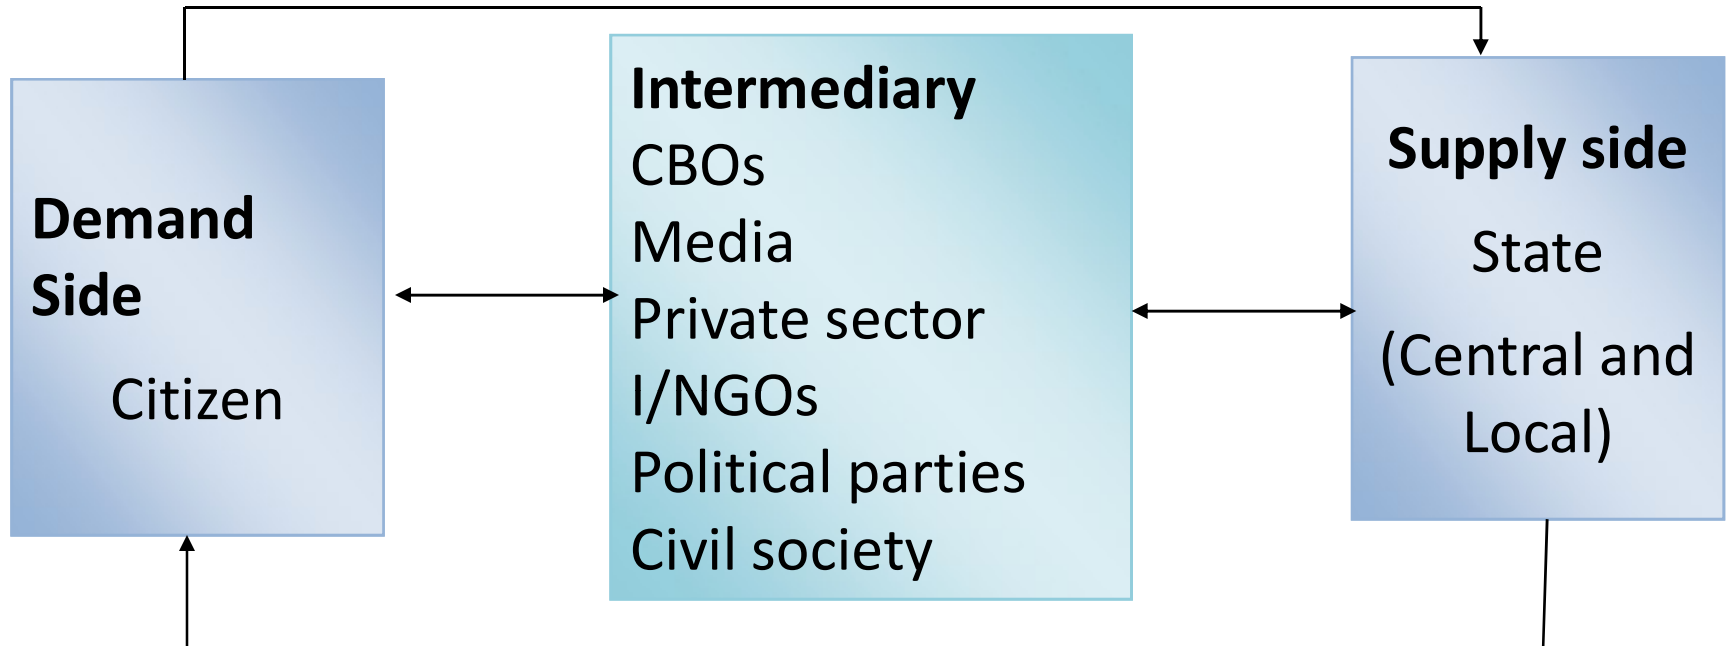 Demand
Side
Citizen
Intermediary
CBOs
Media
Private sector
I/NGOs
Political parties
Civil society
Supply side
State
(Central and
Local)